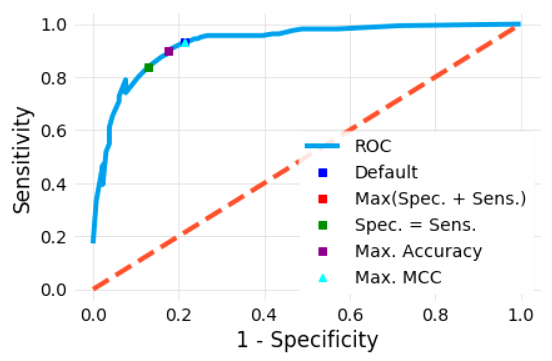 1.0
0.8
0.6
0.4
0.2
0.0
Sensitivity
ROC
Default
Max(Spec. + Sens.)
Spec. = Sens.
Max. Accuracy
Max. MCC
0.0 0.2 0.4 0.6 0.8 1.0
1 - Specificity